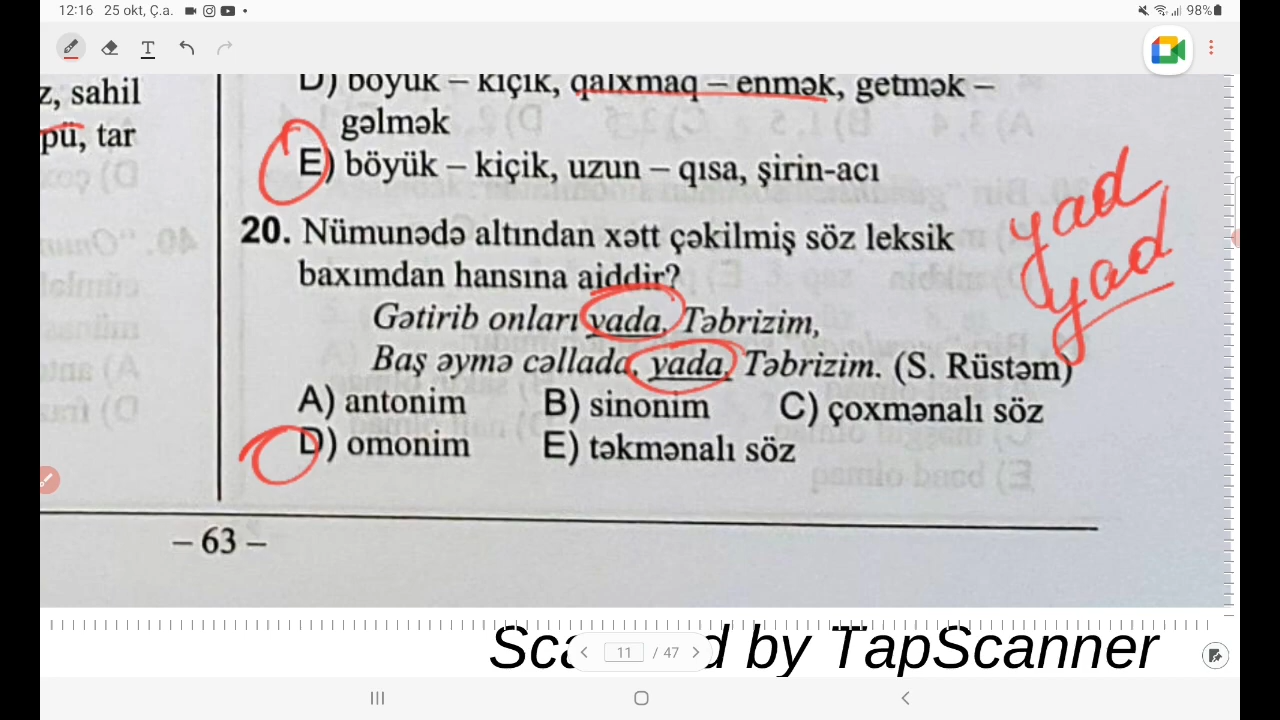 12:16 25 okt, Ç.a. 98%
T
z, sahil
pü, tar
D) böyük – kiçik, qalxmaq – enmək, getmək –
gəlmək
E) böyük – kiçik, uzun – qısa, şirin-acı
20. Nümunədə altından xətt çəkilmiş söz leksik
baxımdan hansına aiddir?
Gətirib onları yada, Təbrizim,
Baş əymə cəllada, yada, Təbrizim. (S. Rüstəm)
A) antonim B) sinonim C) çoxmənalı söz
D) omonim E) təkmənalı söz
yad
yad
– 63 –
by TapScanner
11 / 47